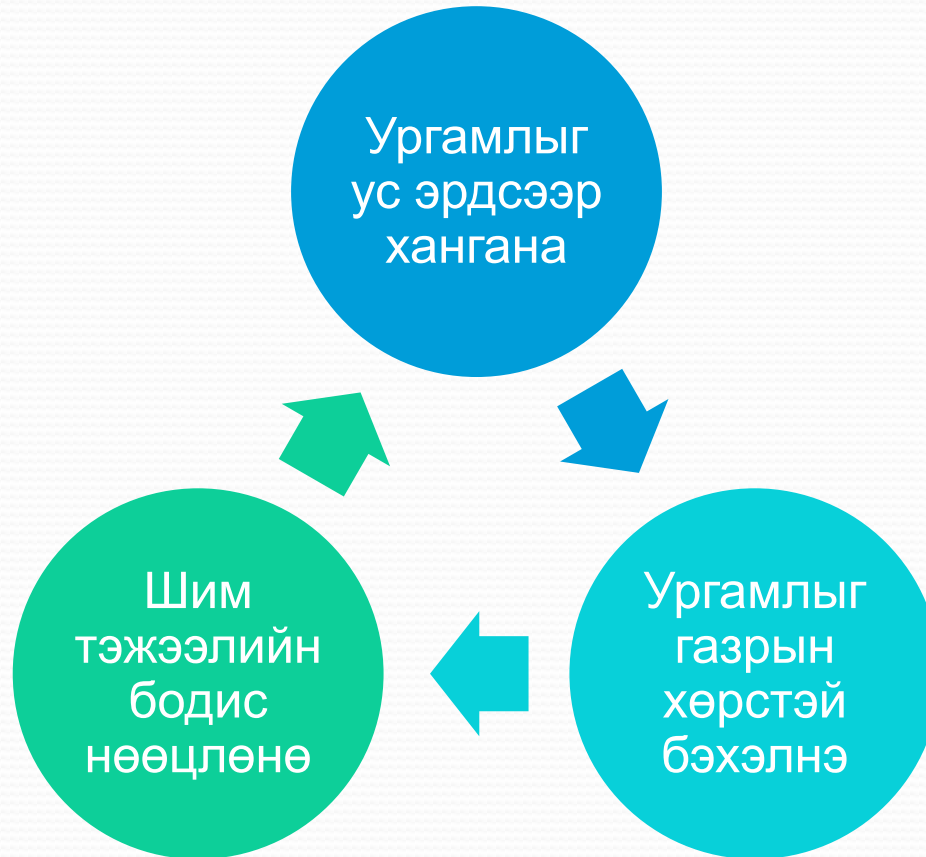 Ургамлыг
ус эрдсээр
хангана
Ургамлыг
газрын
хөрстэй
бэхэлнэ
Шим
тэжээлийн
бодис
нөөцлөнө